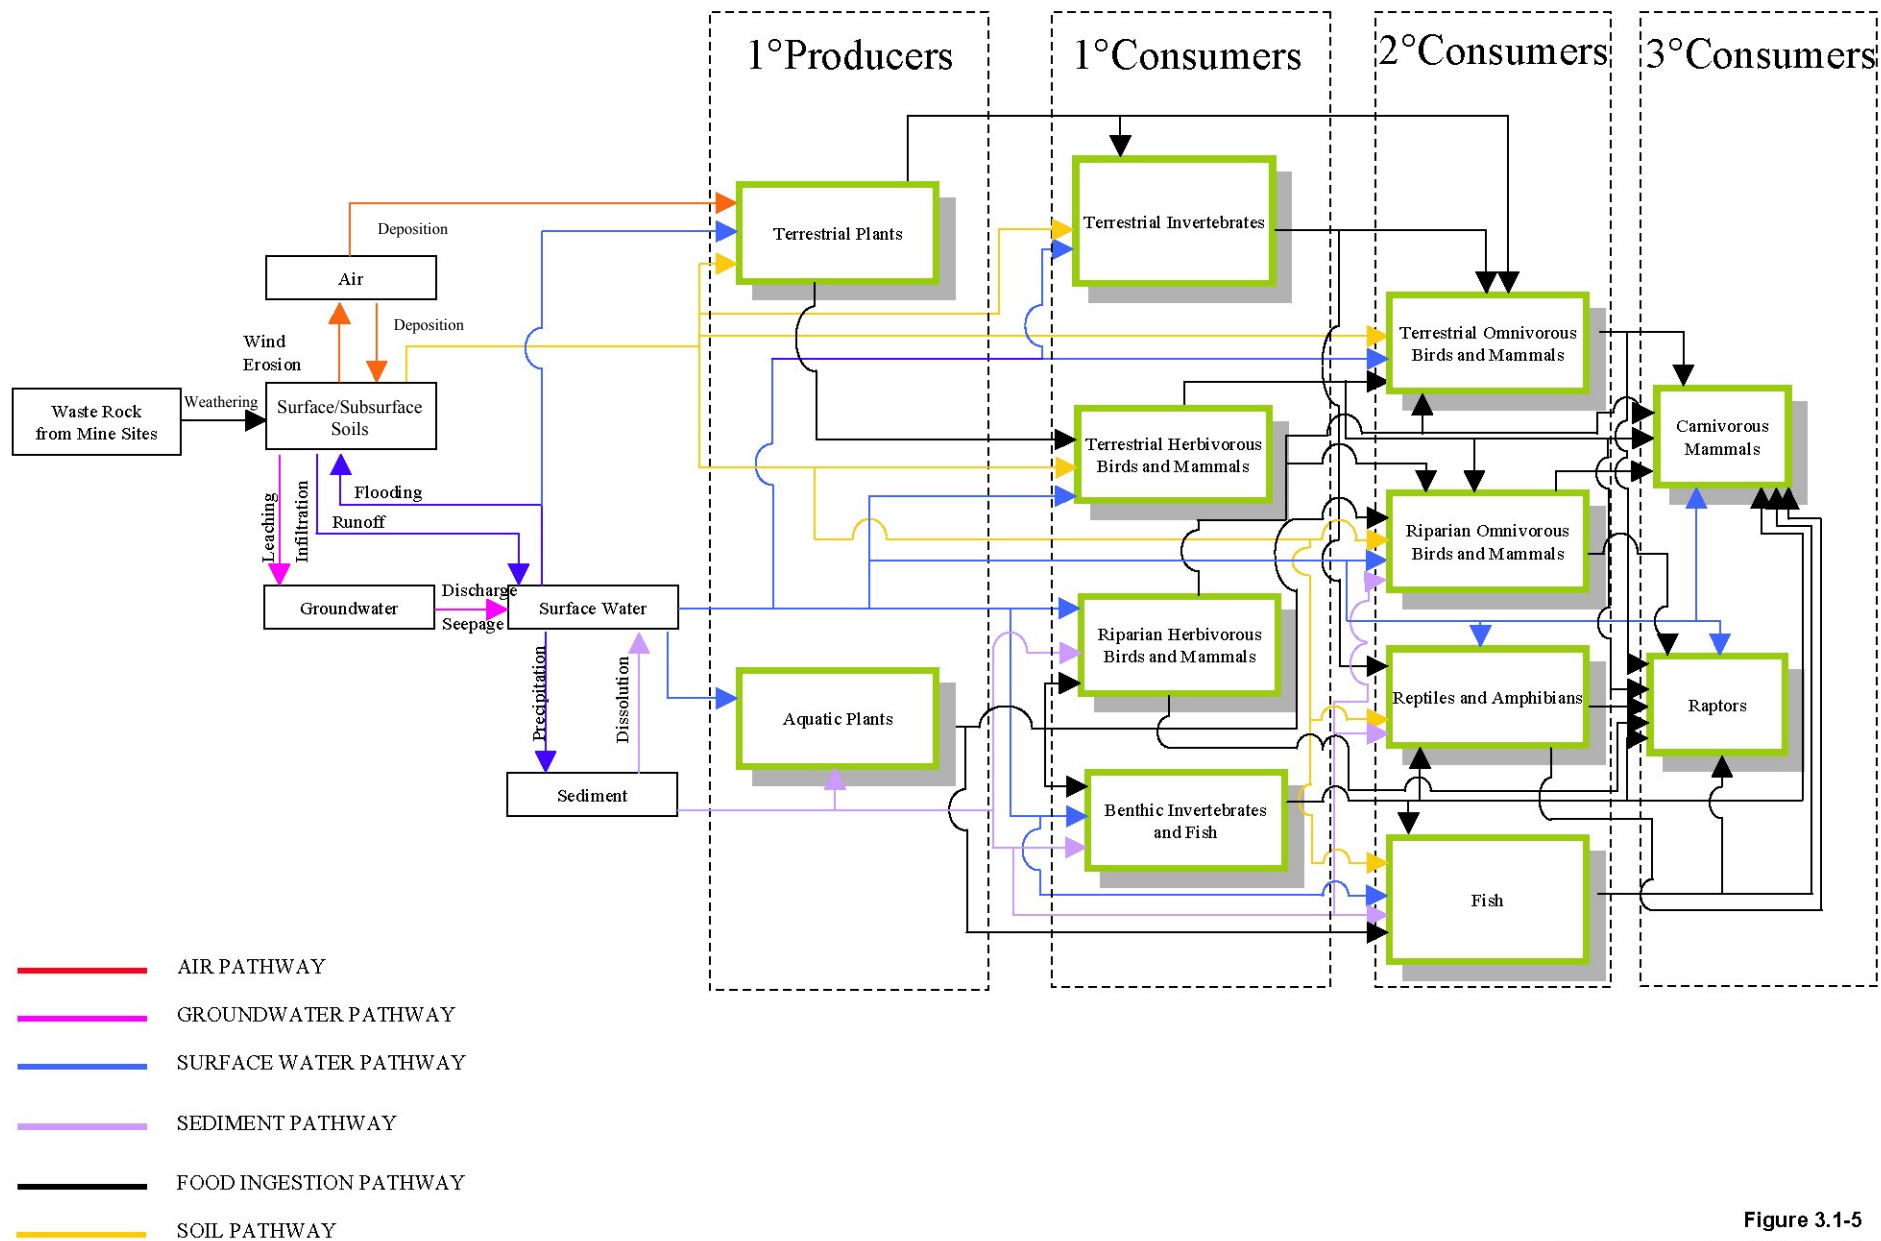 1°Producers
1°Consumers
2°Consumers
3°Consumers
Terrestrial Plants
Terrestrial Invertebrates
Deposition
Air
Deposition
Wind
Erosion
Terrestrial Omnivorous
Birds and Mammals
Waste Rock
from Mine Sites
Weathering
Surface/Subsurface
Soils
Terrestrial Herbivorous
Birds and Mammals
Carnivorous
Mammals
Leaching
Infiltration
Flooding
Runoff
Riparian Omnivorous
Birds and Mammals
Groundwater
Discharge
Seepage
Surface Water
Riparian Herbivorous
Birds and Mammals
Precipitation
Dissolution
Aquatic Plants
Reptiles and Amphibians
Raptors
Sediment
Benthic Invertebrates
and Fish
Fish
AIR PATHWAY
GROUNDWATER PATHWAY
SURFACE WATER PATHWAY
SEDIMENT PATHWAY
FOOD INGESTION PATHWAY
SOIL PATHWAY
Figure 3.1-5